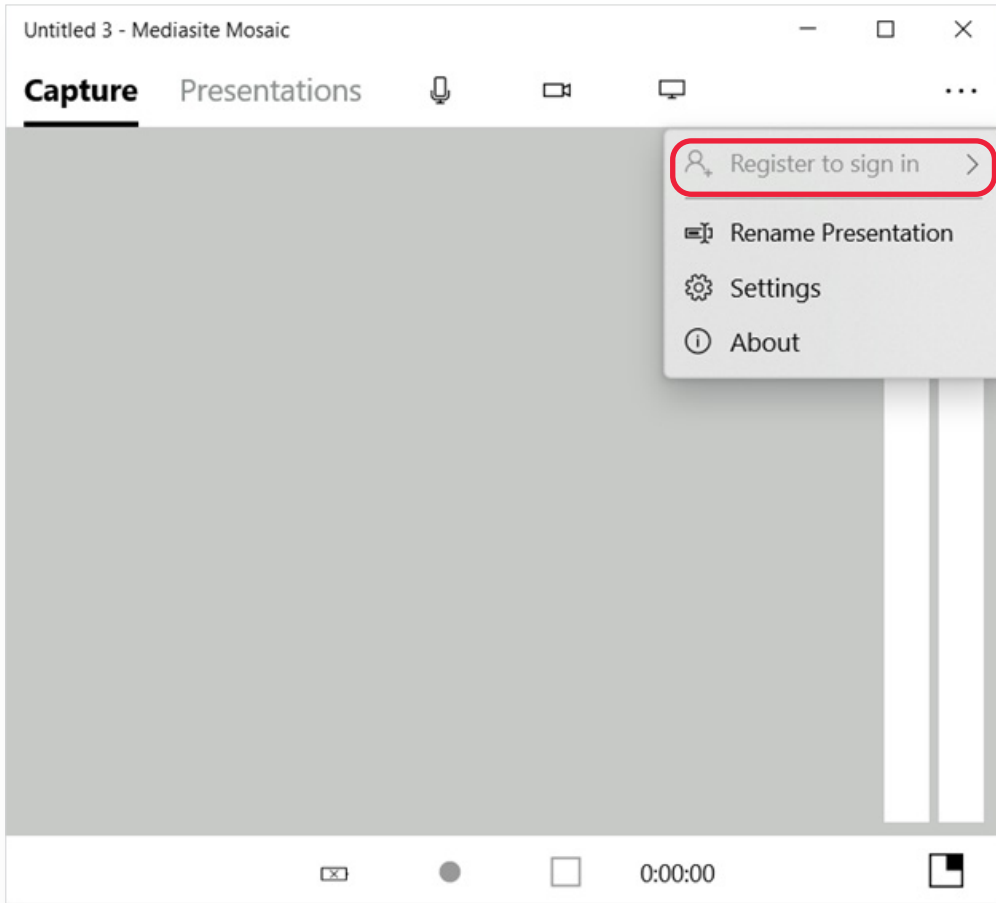 Untitled 3 - Mediasite Mosaic
Capture Presentations
Register to sign in
Rename Presentation
Settings
About
0:00:00